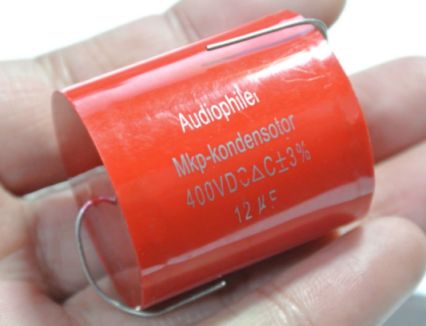 Audiophiler
Mkp-kondensotor
400VDC△C±3%
12µF